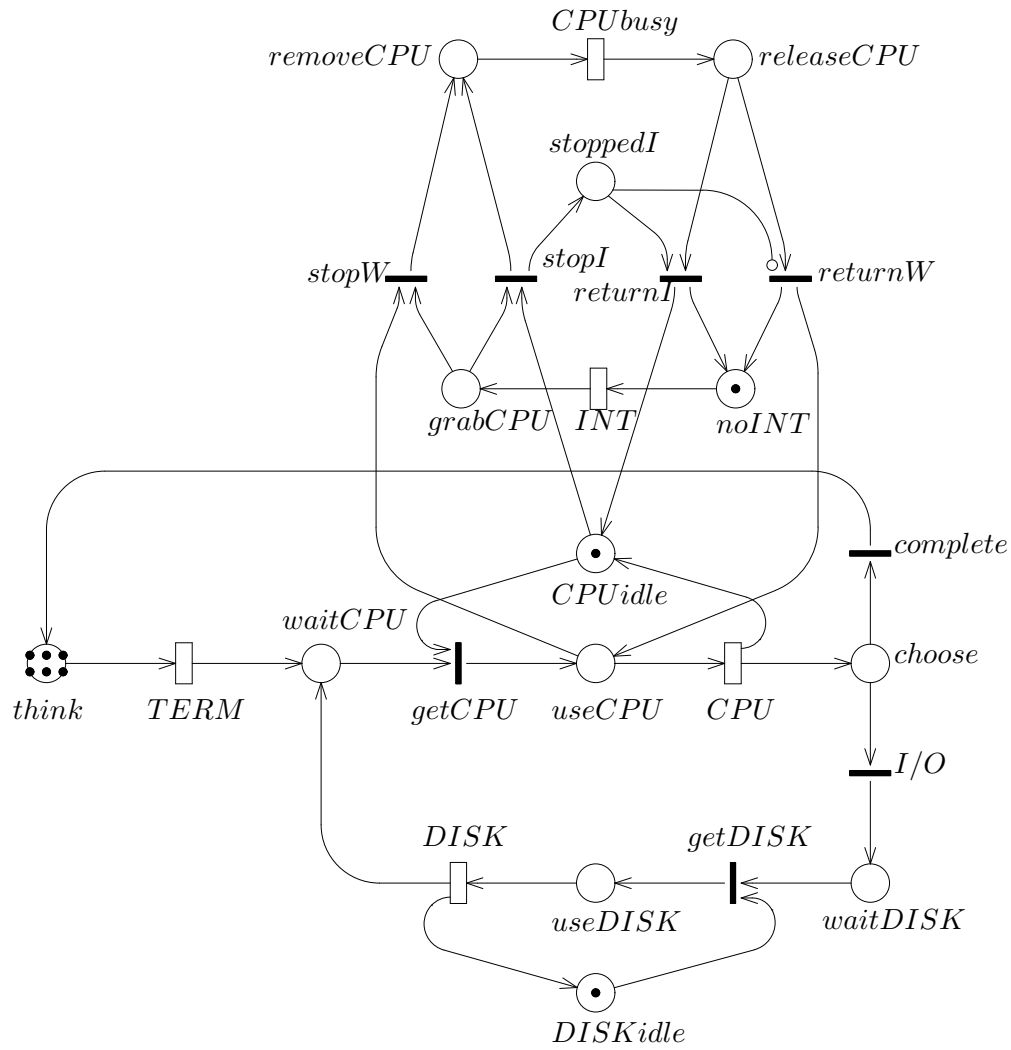 CPUbusy
removeCPU
releaseCPU
stoppedI
stopW
stopI
returnI
returnW
grabCPU
INT
noINT
complete
CPUidle
waitCPU
choose
think
TERM
getCPU
useCPU
CPU
I/O
DISK
getDISK
useDISK
waitDISK
DISKidle